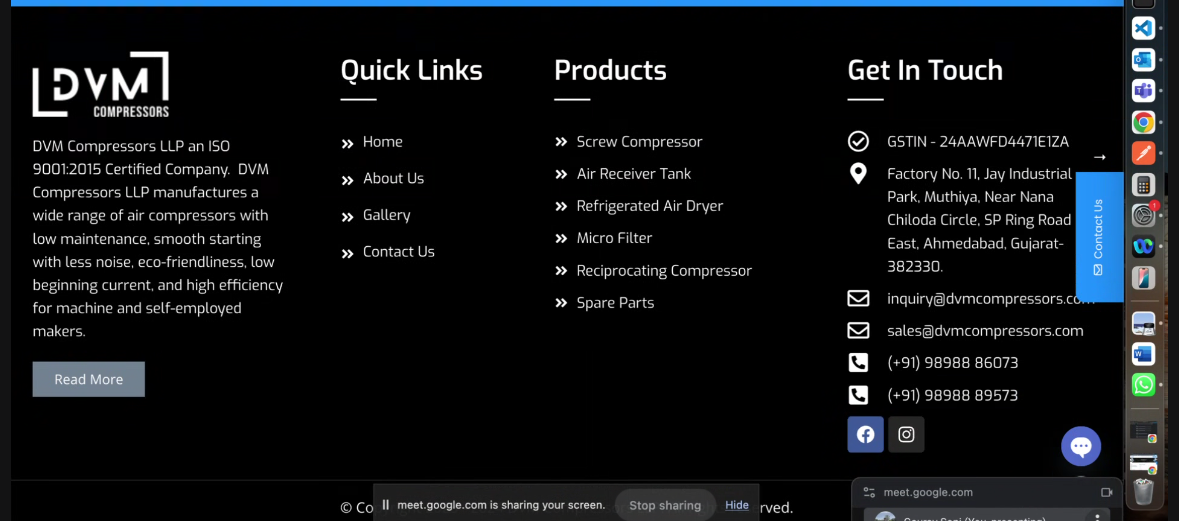 DVM
COMPRESSORS
DVM Compressors LLP an ISO
9001:2015 Certified Company. DVM
Compressors LLP manufactures a
wide range of air compressors with
low maintenance, smooth starting
with less noise, eco-friendliness, low
beginning current, and high efficiency
for machine and self-employed
makers.
Read More
Quick Links
Home
About Us
Gallery
Contact Us
Products
Screw Compressor
Air Receiver Tank
Refrigerated Air Dryer
Micro Filter
Reciprocating Compressor
Spare Parts
Get In Touch
GSTIN - 24AAWFD4471E1ZA
Factory No. 11, Jay Industrial
Park, Muthiya, Near Nana
Chiloda Circle, SP Ring Road
East, Ahmedabad, Gujarat-
382330.
inquiry@dvmcompressors.com
sales@dvmcompressors.com
(+91) 98988 86073
(+91) 98988 89573
→
Contact Us
1
W
© Co
meet.google.com is sharing your screen.
Stop sharing
Hide
rved.
meet.google.com